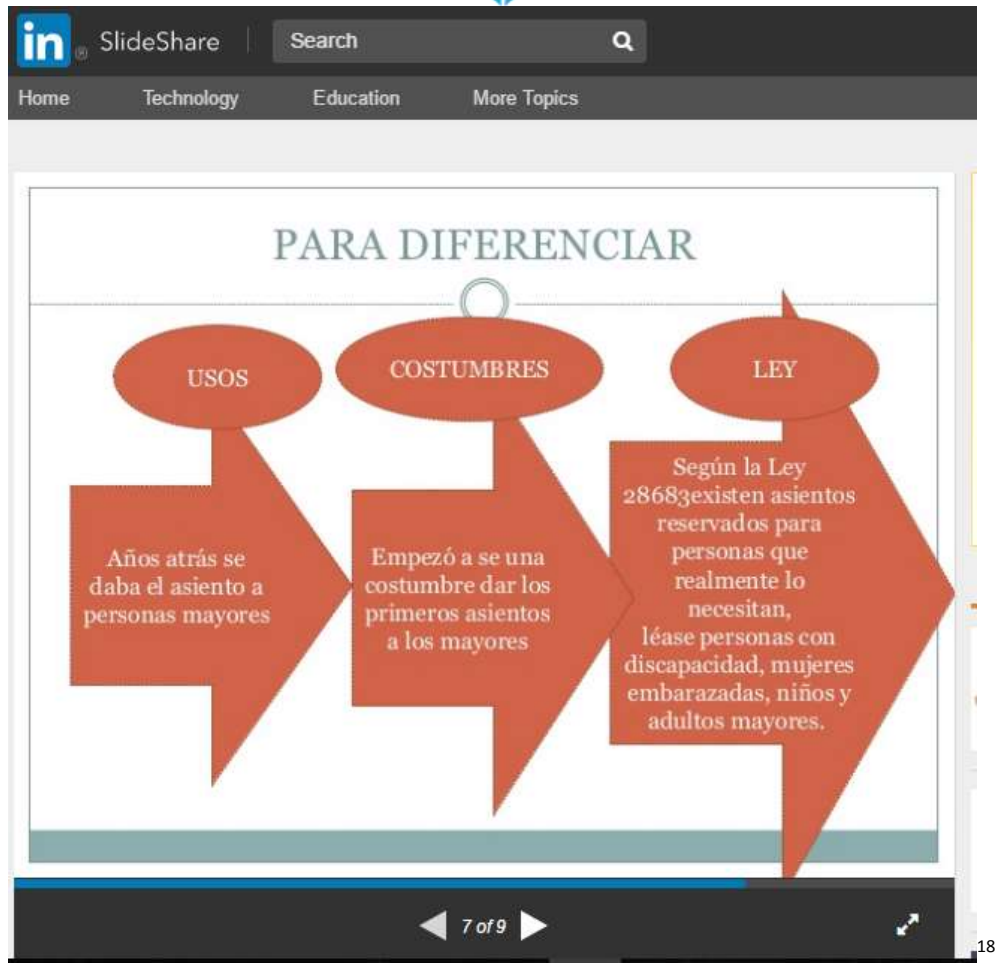 in ® SlideShare Search
Home Technology Education More Topics
PARA DIFERENCIAR
USOS
Años atrás se
daba el asiento a
personas mayores
COSTUMBRES
Empezó a se una
costumbre dar los
primeros asientos
a los mayores
LEY
Según la Ley
28683existen asientos
reservados para
personas que
realmente lo
necesitan,
léase personas con
discapacidad, mujeres
embarazadas, niños y
adultos mayores.
7 of 9
18